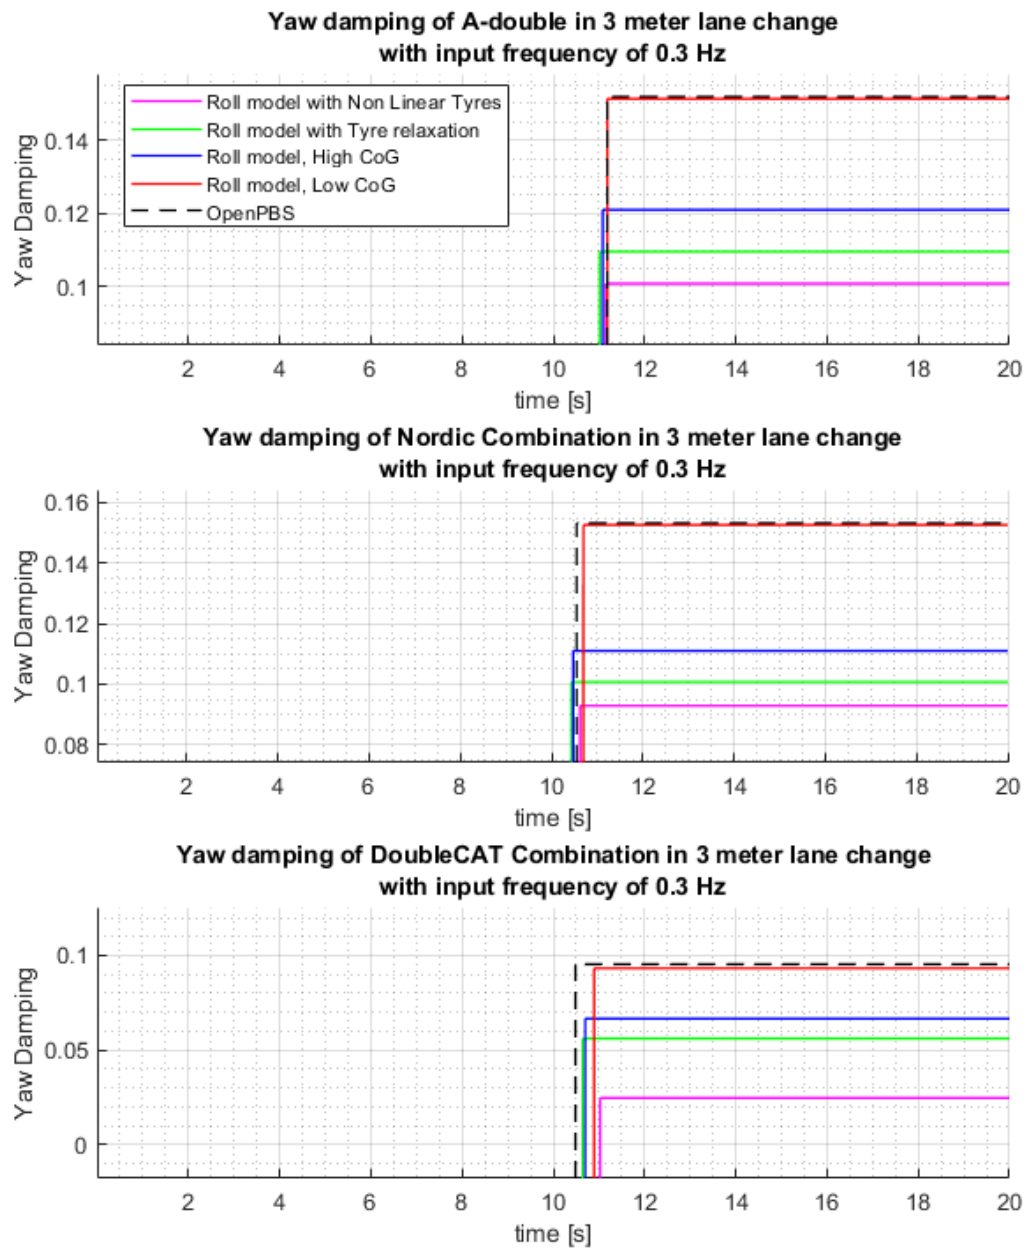 Yaw damping of A-double in 3 meter lane change
with input frequency of 0.3 Hz
Roll model with Non Linear Tyres
Roll model with Tyre relaxation
Roll model, High CoG
Roll model, Low CoG
OpenPBS
Yaw Damping
0.14
0.12
0.1
2 4 6 8 10 12 14 16 18 20
time [s]
Yaw damping of Nordic Combination in 3 meter lane change
with input frequency of 0.3 Hz
Yaw Damping
0.16
0.14
0.12
0.1
0.08
2 4 6 8 10 12 14 16 18 20
time [s]
Yaw damping of DoubleCAT Combination in 3 meter lane change
with input frequency of 0.3 Hz
Yaw Damping
0.1
0.05
0
2 4 6 8 10 12 14 16 18 20
time [s]